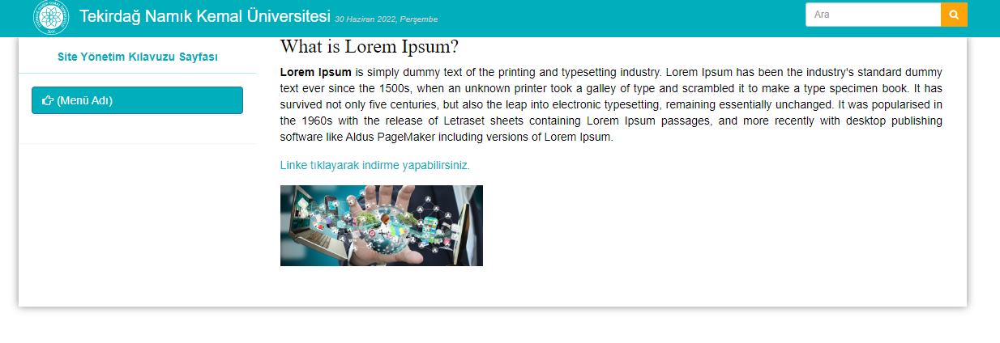 Tekirdağ Namık Kemal Üniversitesi 30 Haziran 2022, Perşembe
Ara
Site Yönetim Kılavuzu Sayfası
(Menü Adı)
What is Lorem Ipsum?
Lorem Ipsum is simply dummy text of the printing and typesetting industry. Lorem Ipsum has been the industry's standard dummy
text ever since the 1500s, when an unknown printer took a galley of type and scrambled it to make a type specimen book. It has
survived not only five centuries, but also the leap into electronic typesetting, remaining essentially unchanged. It was popularised in
the 1960s with the release of Letraset sheets containing Lorem Ipsum passages, and more recently with desktop publishing
software like Aldus PageMaker including versions of Lorem Ipsum.
Linke tıklayarak indirme yapabilirsiniz.